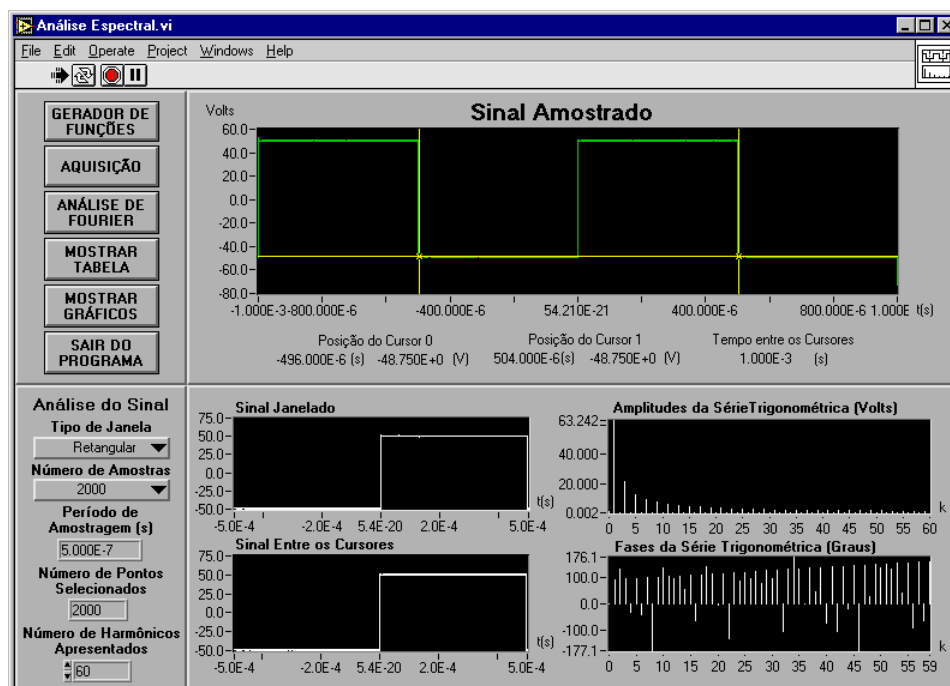 Análise Espectral.vi
File Edit Operate Project Windows Help
GERADOR DE
FUNÇÕES
AQUISIÇÃO
ANÁLISE DE
FOURIER
MOSTRAR
TABELA
MOSTRAR
GRÁFICOS
SAIR DO
PROGRAMA
Volts
Sinal Amostrado
60.0
40.0
20.0
0.0
-20.0
-40.0
-60.0
-80.0
-1.000E-3 -800.000E-6 -400.000E-6 54.210E-21 400.000E-6 800.000E-6 1.000E t(s)
Posição do Cursor 0
-496.000E-6 (s) -48.750E+0 (V)
Posição do Cursor 1
504.000E-6 (s) -48.750E+0 (V)
Tempo entre os Cursores
1.000E-3 (s)
Análise do Sinal
Tipo de Janela
Retangular
Número de Amostras
2000
Período de
Amostragem (s)
5.000E-7
Número de Pontos
Selecionados
2000
Número de Harmônicos
Apresentados
60
Sinal Janelado
75.0
50.0
25.0
0.0
-25.0
-50.0
t(s)
-5.0E-4 -2.0E-4 5.4E-20 2.0E-4 5.0E-4
Amplitudes da SérieTrigonométrica (Volts)
63.242
40.000
20.000
0.002
k
0 5 10 15 20 25 30 35 40 45 50 55 60
Sinal Entre os Cursores
75.0
50.0
25.0
0.0
-25.0
-50.0
t(s)
-5.0E-4 -2.0E-4 5.4E-20 2.0E-4 5.0E-4
Fases da Série Trigonométrica (Graus)
176.1
100.0
0.0
-100.0
-177.1
k
0 5 10 15 20 25 30 35 40 45 50 55 59